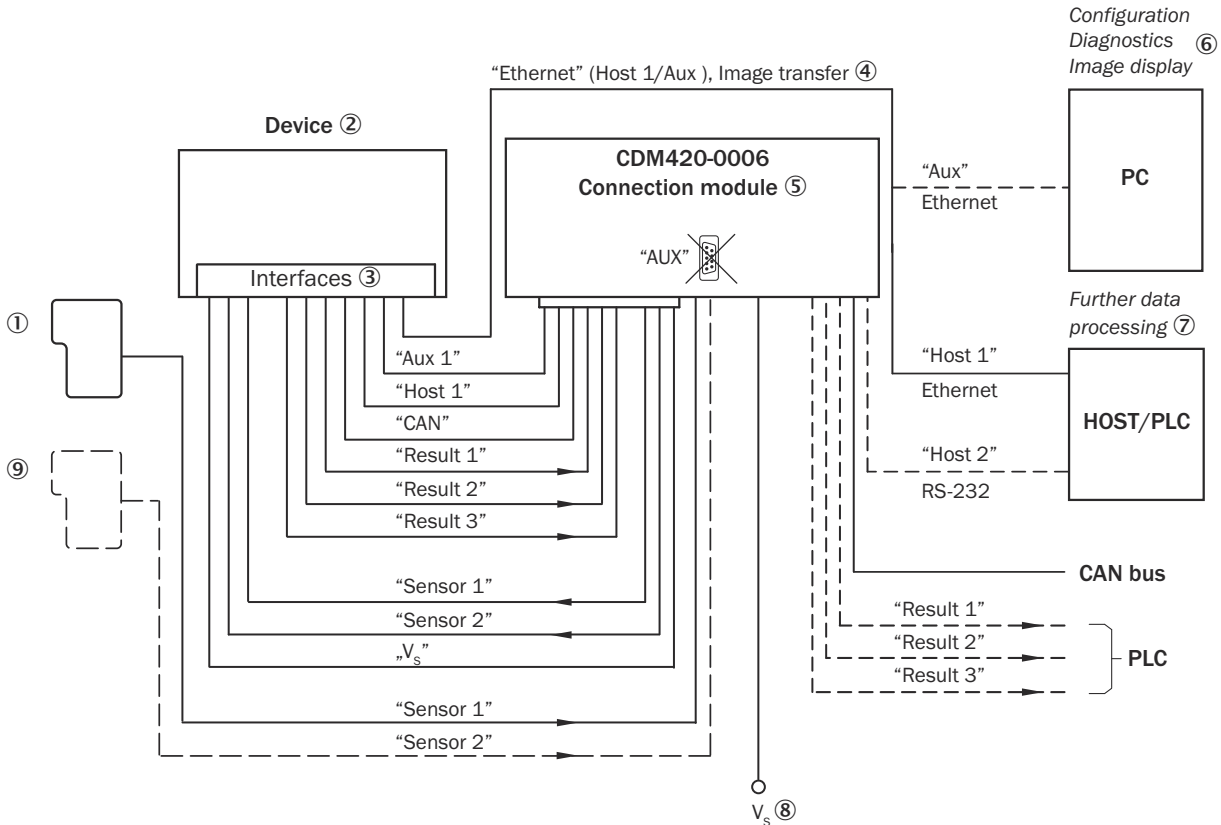 Configuration
Diagnostics ⑥
Image display
“Ethernet” (Host 1/Aux ), Image transfer ④
Device ②
CDM420-0006
Connection module ⑤
“AUX”
Interfaces ③
“Aux”
Ethernet
PC
①
“Aux 1”
“Host 1”
“CAN”
“Result 1”
“Result 2”
“Result 3”
Further data
processing ⑦
“Host 1”
Ethernet
HOST/PLC
“Host 2”
RS-232
⑨
“Sensor 1”
“Sensor 2”
„Vs”
“Sensor 1”
“Sensor 2”
CAN bus
“Result 1”
“Result 2”
“Result 3”
PLC
Vs ⑧